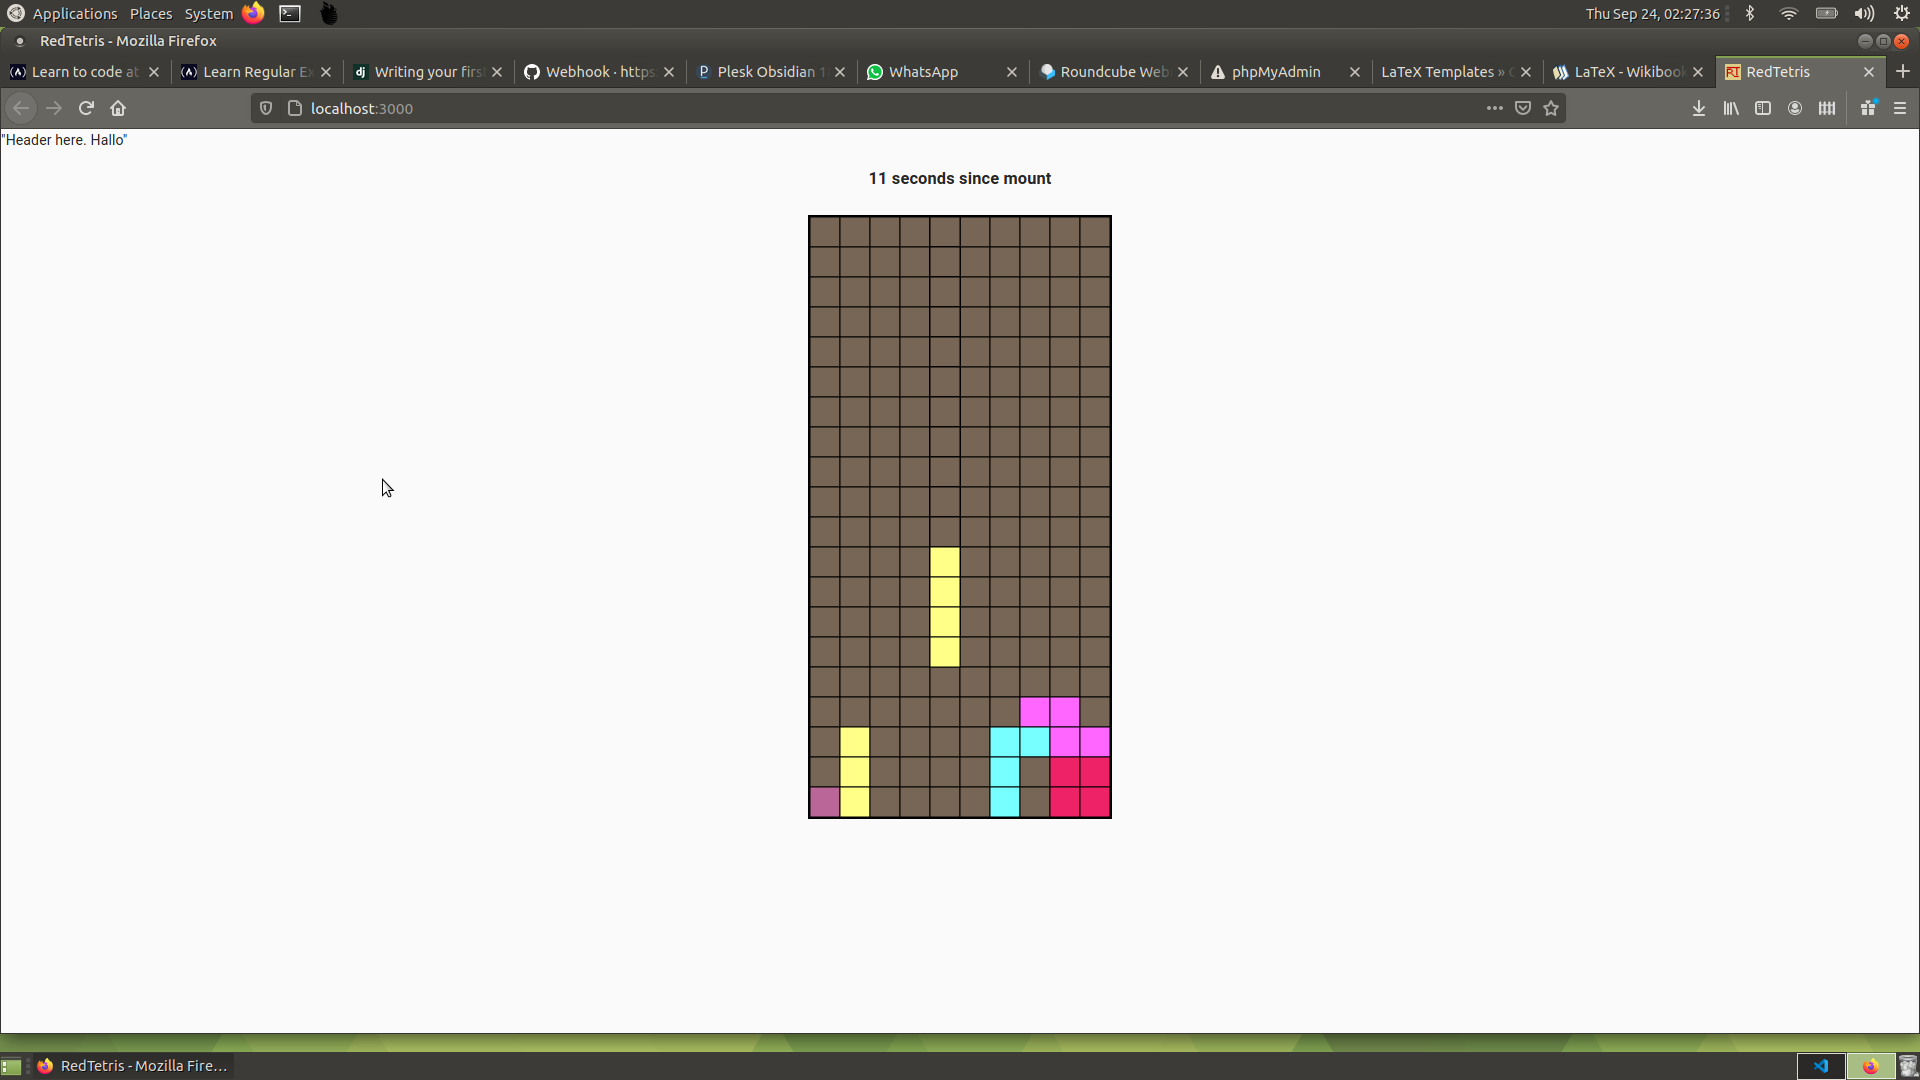 Applications Places System Thu Sep 24, 02:27:36
RedTetris - Mozilla Firefox
Learn to code at Learn Regular Ex Writing your firs Webhook · https: Plesk Obsidian 1 WhatsApp Roundcube Web phpMyAdmin LaTeX Templates » LaTeX - Wikibook RT RedTetris
localhost:3000
"Header here. Hallo"
11 seconds since mount
RedTetris - Mozilla Fire...